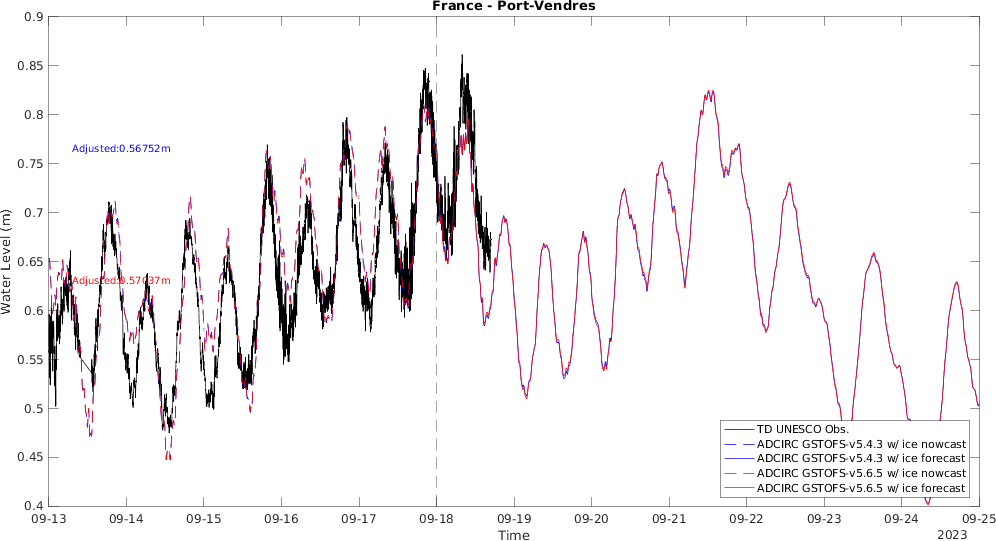 France - Port-Vendres
0.9
0.85
0.8
0.75
0.7
0.65
0.6
0.55
0.5
0.45
0.4
Water Level (m)
Adjusted:0.56752m
Adjusted:0.57037m
TD UNESCO Obs.
ADCIRC GSTOFS-v5.4.3 w/ ice nowcast
ADCIRC GSTOFS-v5.4.3 w/ ice forecast
ADCIRC GSTOFS-v5.6.5 w/ ice nowcast
ADCIRC GSTOFS-v5.6.5 w/ ice forecast
09-13 09-14 09-15 09-16 09-17 09-18 09-19 09-20 09-21 09-22 09-23 09-24 09-25
Time
2023